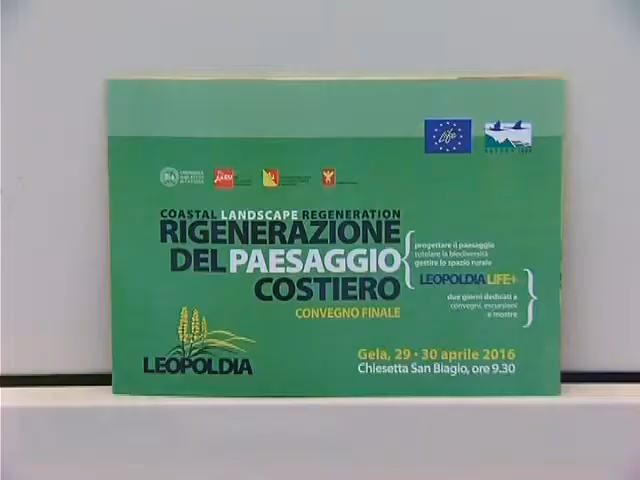 Life
COASTAL LANDSCAPE REGENERATION
RIGENERAZIONE
DEL PAESAGGIO
COSTIERO
CONVEGNO FINALE
progettare il paesaggio
tutelare la biodiversità
gestire lo spazio rurale
LEOPOLDIA LIFE+
due giorni dedicati a
convegni, escursioni
e mostre
LEOPOLDIA
Gela, 29 - 30 aprile 2016
Chiesetta San Biagio, ore 9.30